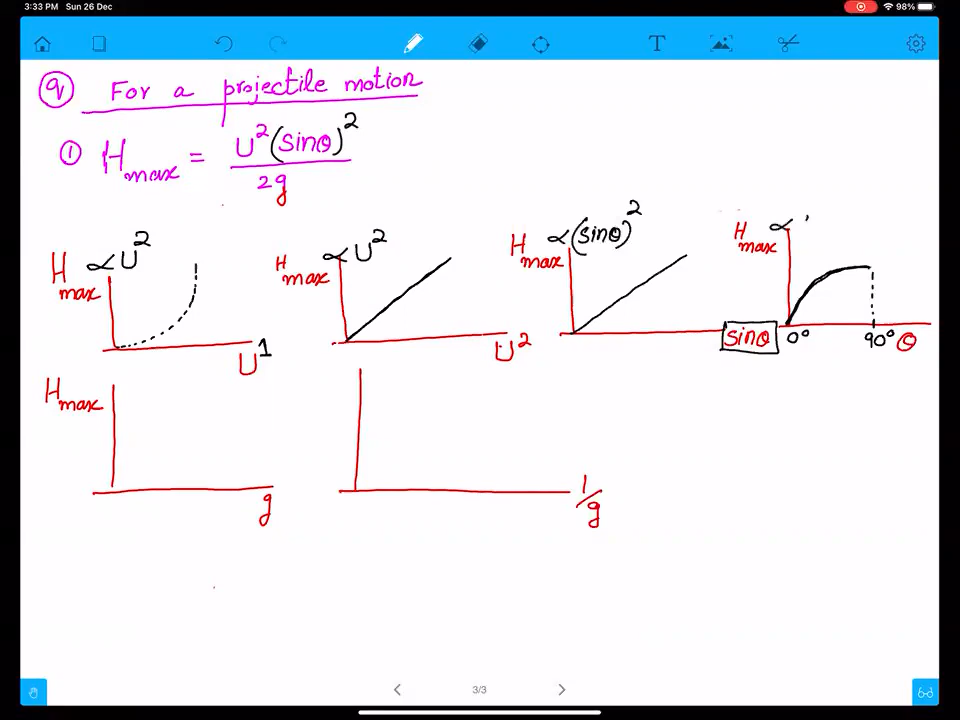 3:33 PM Sun 26 Dec 98%
T
9 For a projectile motion
① Hmax = U²(sinθ)² / 2g
Hmax ∝ U² U¹
Hmax ∝ U² U²
Hmax ∝ (sinθ)² sinθ
Hmax ∝ 0° 90° θ
Hmax g
1/g
3/3